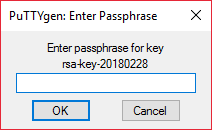 PuTTYgen: Enter Passphrase
Enter passphrase for key
rsa-key-20180228
OK
Cancel